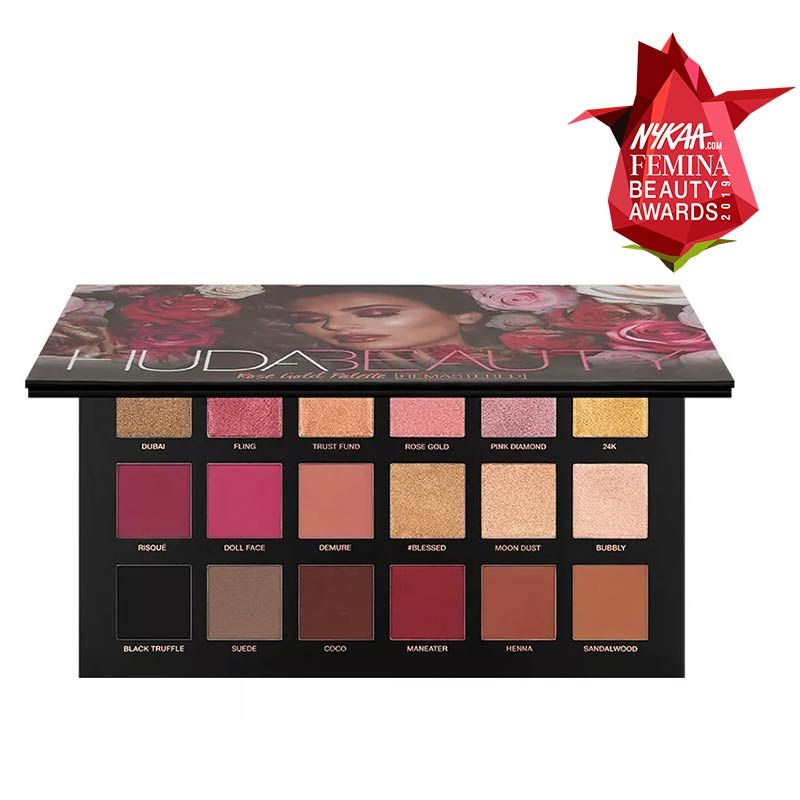 NYKAA.COM
FEMINA
BEAUTY
AWARDS 2019
HUDABEAUTY
Rose Gold Palette [REMASTERED]
DUBAI
FLING
TRUST FUND
ROSE GOLD
PINK DIAMOND
24K
RISQUÉ
DOLL FACE
DEMURE
#BLESSED
MOON DUST
BUBBLY
BLACK TRUFFLE
SUEDE
COCO
MANEATER
HENNA
SANDALWOOD